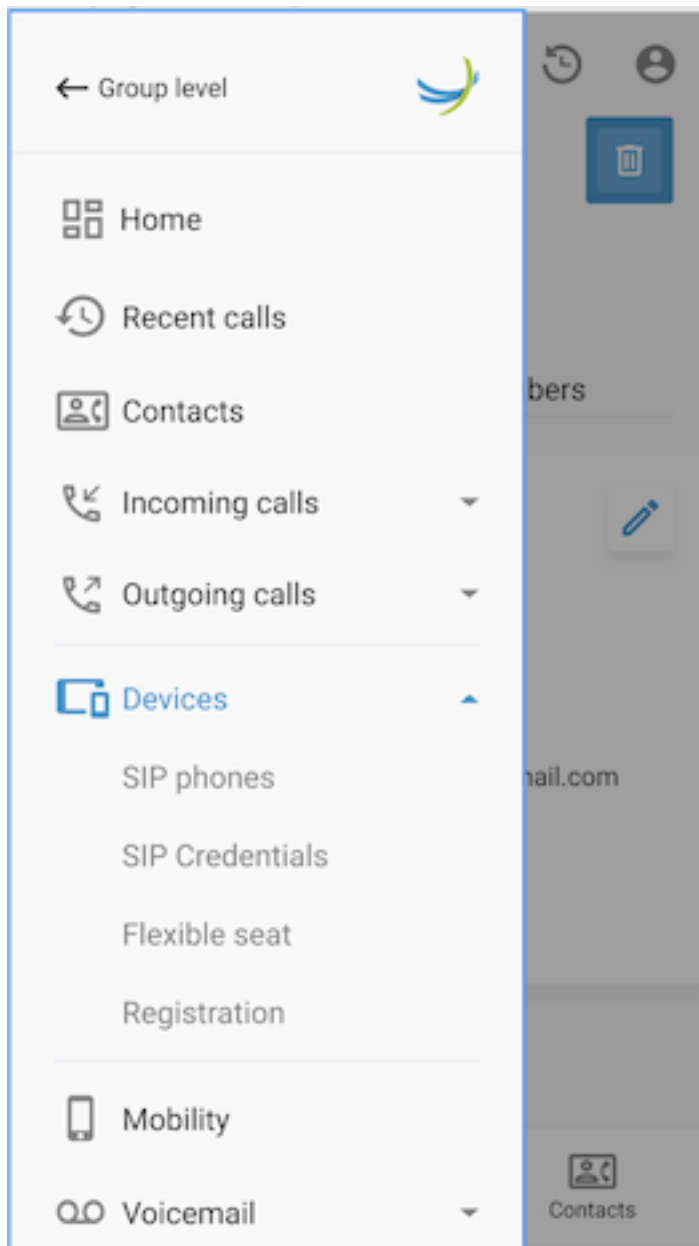 Group level
Home
Recent calls
bers
Contacts
Incoming calls
Outgoing calls
Devices
SIP phones
nail.com
SIP Credentials
Flexible seat
Registration
Mobility
Voicemail
Contacts